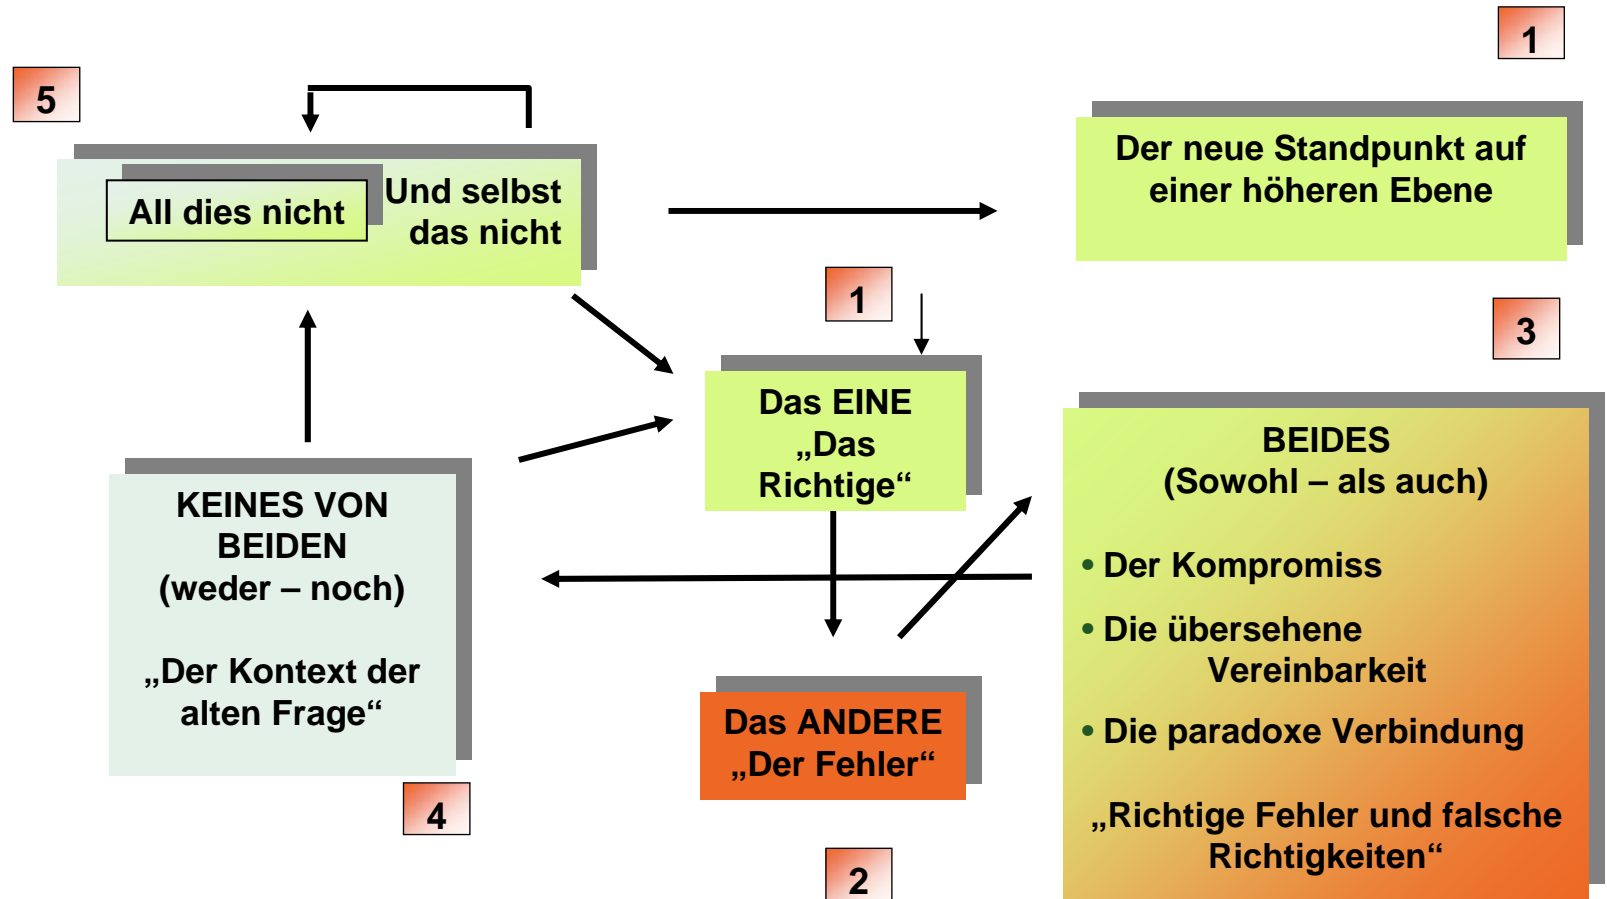 1
5
Der neue Standpunkt auf
einer höheren Ebene
All dies nicht
Und selbst
das nicht
1
3
Das EINE
„Das
Richtige“
BEIDES
(Sowohl – als auch)
• Der Kompromiss
• Die übersehene
Vereinbarkeit
• Die paradoxe Verbindung
„Richtige Fehler und falsche
Richtigkeiten“
KEINES VON
BEIDEN
(weder – noch)
„Der Kontext der
alten Frage“
4
Das ANDERE
„Der Fehler“
2